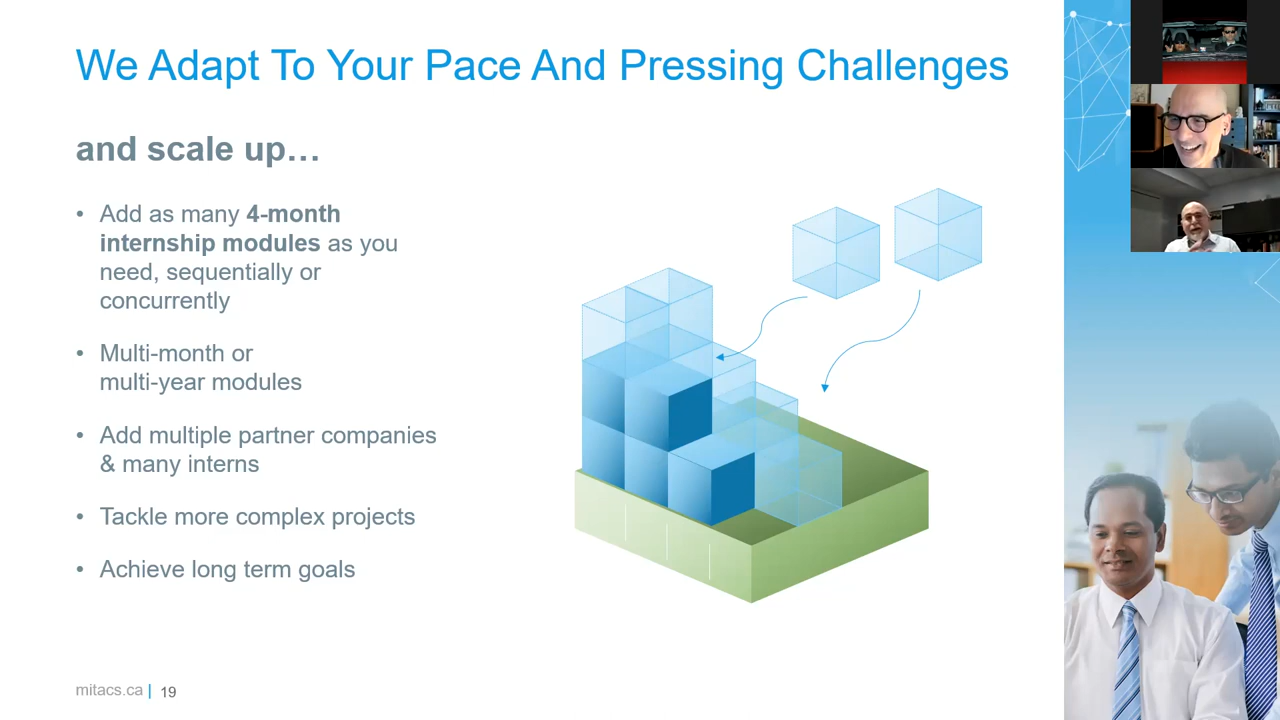 We Adapt To Your Pace And Pressing Challenges
and scale up…
• Add as many 4-month
internship modules as you
need, sequentially or
concurrently
• Multi-month or
multi-year modules
• Add multiple partner companies
& many interns
• Tackle more complex projects
• Achieve long term goals
mitacs.ca | 19